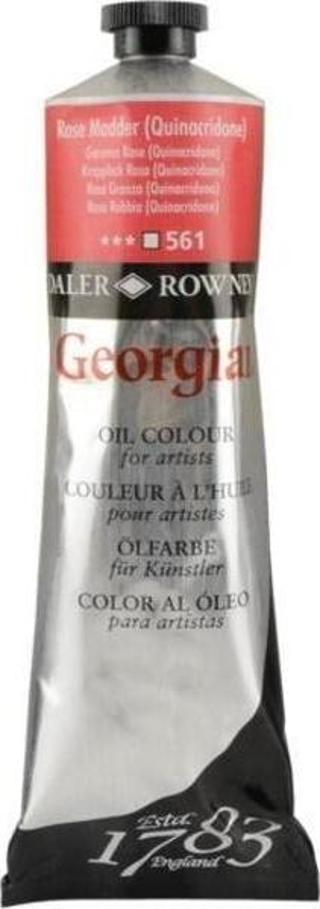 Rose Madder (Quinacridone)
Garance Rose (Quinacridone)
Krapplack Rosa (Quinacridone)
Rosa Granza (Quinacridona)
Rosa Robbia (Quinacridone)
*** 561
DALER ROWNEY
Georgian
OIL COLOUR
for artists
COULEUR À L'HUILE
pour artistes
ÖLFARBE
für Künstler
COLOR AL ÓLEO
para artistas
Estd.
1783
England